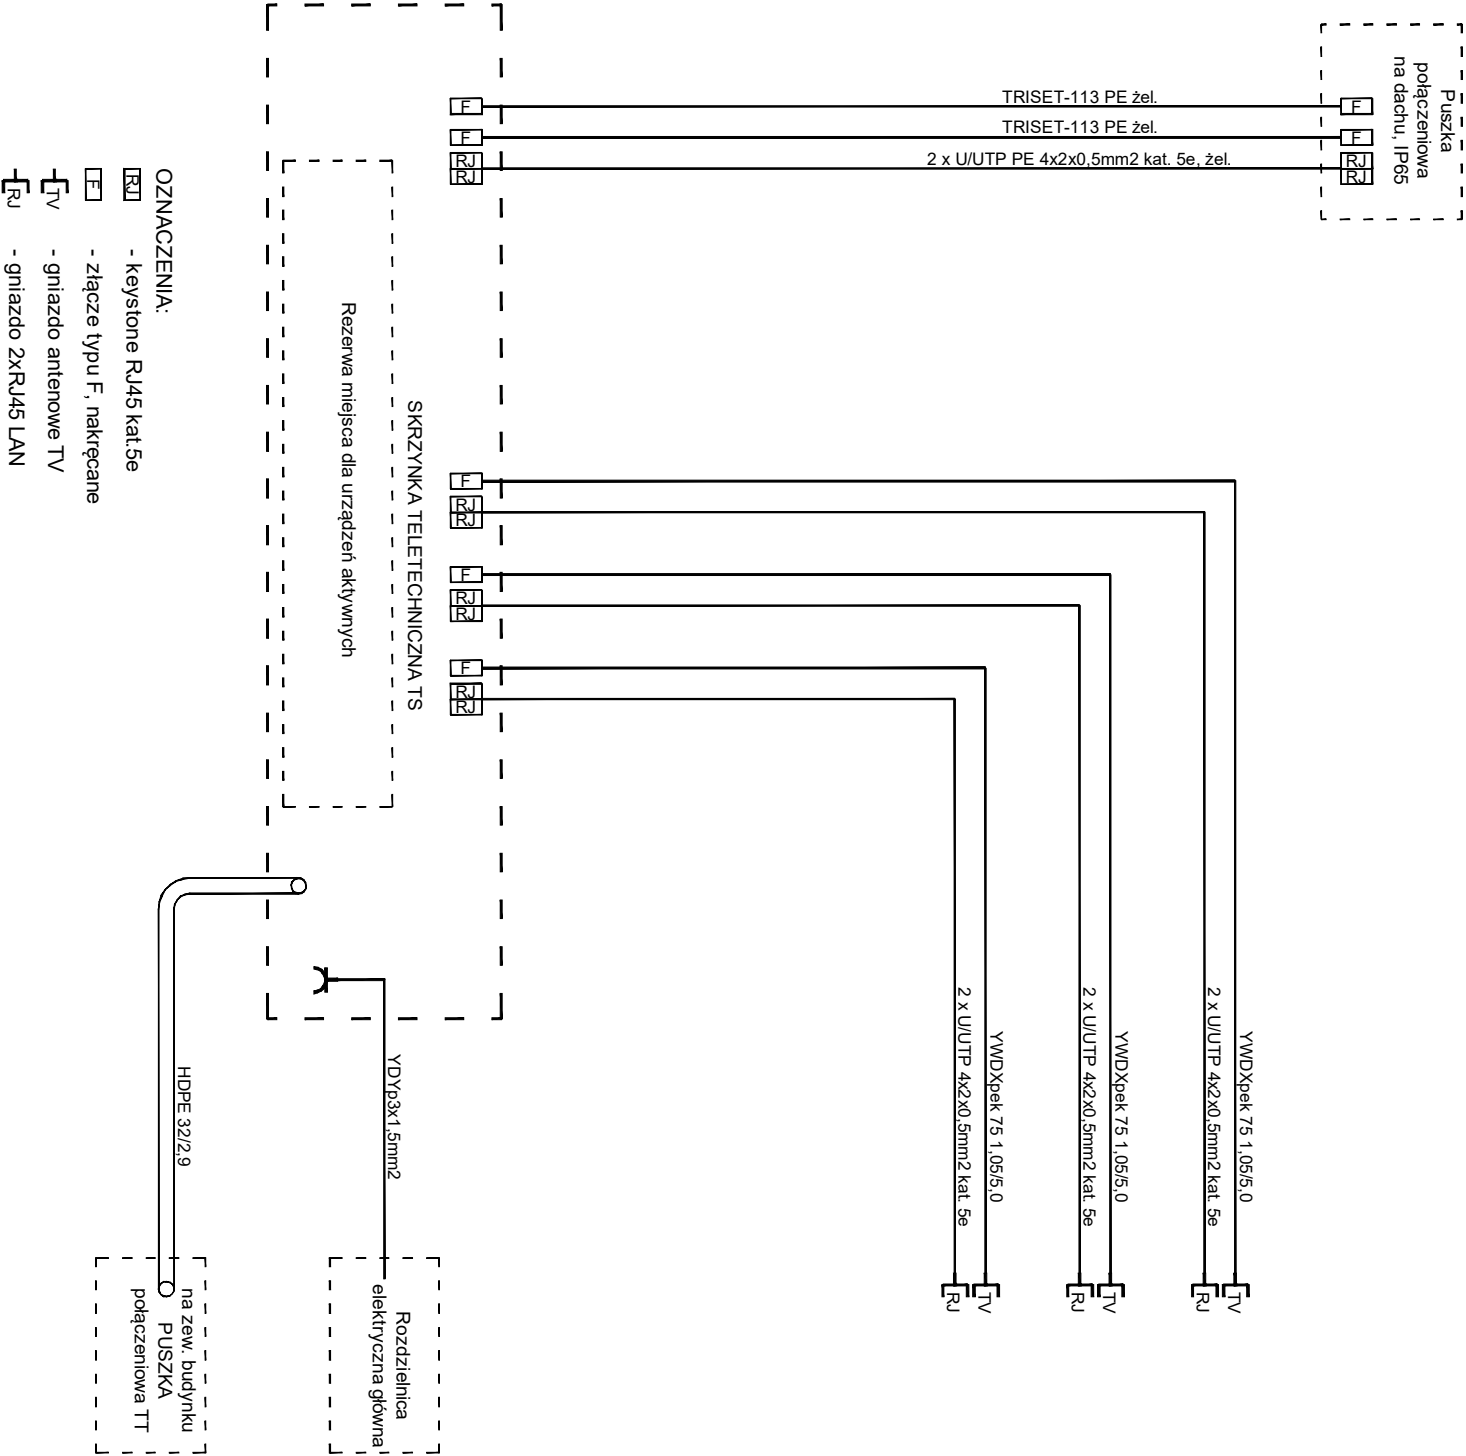 Puszka
połączeniowa
na dachu, IP65
F
F
RJ
RJ
TRISET-113 PE żel.
TRISET-113 PE żel.
2 x U/UTP PE 4x2x0,5mm2 kat. 5e, żel.
F
F
RJ
RJ
SKRZYNKA TELETECHNICZNA TS
Rezerwa miejsca dla urządzeń aktywnych
F
RJ
RJ
F
RJ
RJ
F
RJ
RJ
YWDXpek 75 1,05/5,0
2 x U/UTP 4x2x0,5mm2 kat. 5e
YWDXpek 75 1,05/5,0
2 x U/UTP 4x2x0,5mm2 kat. 5e
YWDXpek 75 1,05/5,0
2 x U/UTP 4x2x0,5mm2 kat. 5e
TV
RJ
TV
RJ
TV
RJ
YDYp3x1,5mm2
Rozdzielnica
elektryczna główna
HDPE 32/2,9
na zew. budynku
PUSZKA
połączeniowa TT
OZNACZENIA:
RJ - keystone RJ45 kat.5e
F - złącze typu F, nakręcane
TV - gniazdo antenowe TV
RJ - gniazdo 2xRJ45 LAN